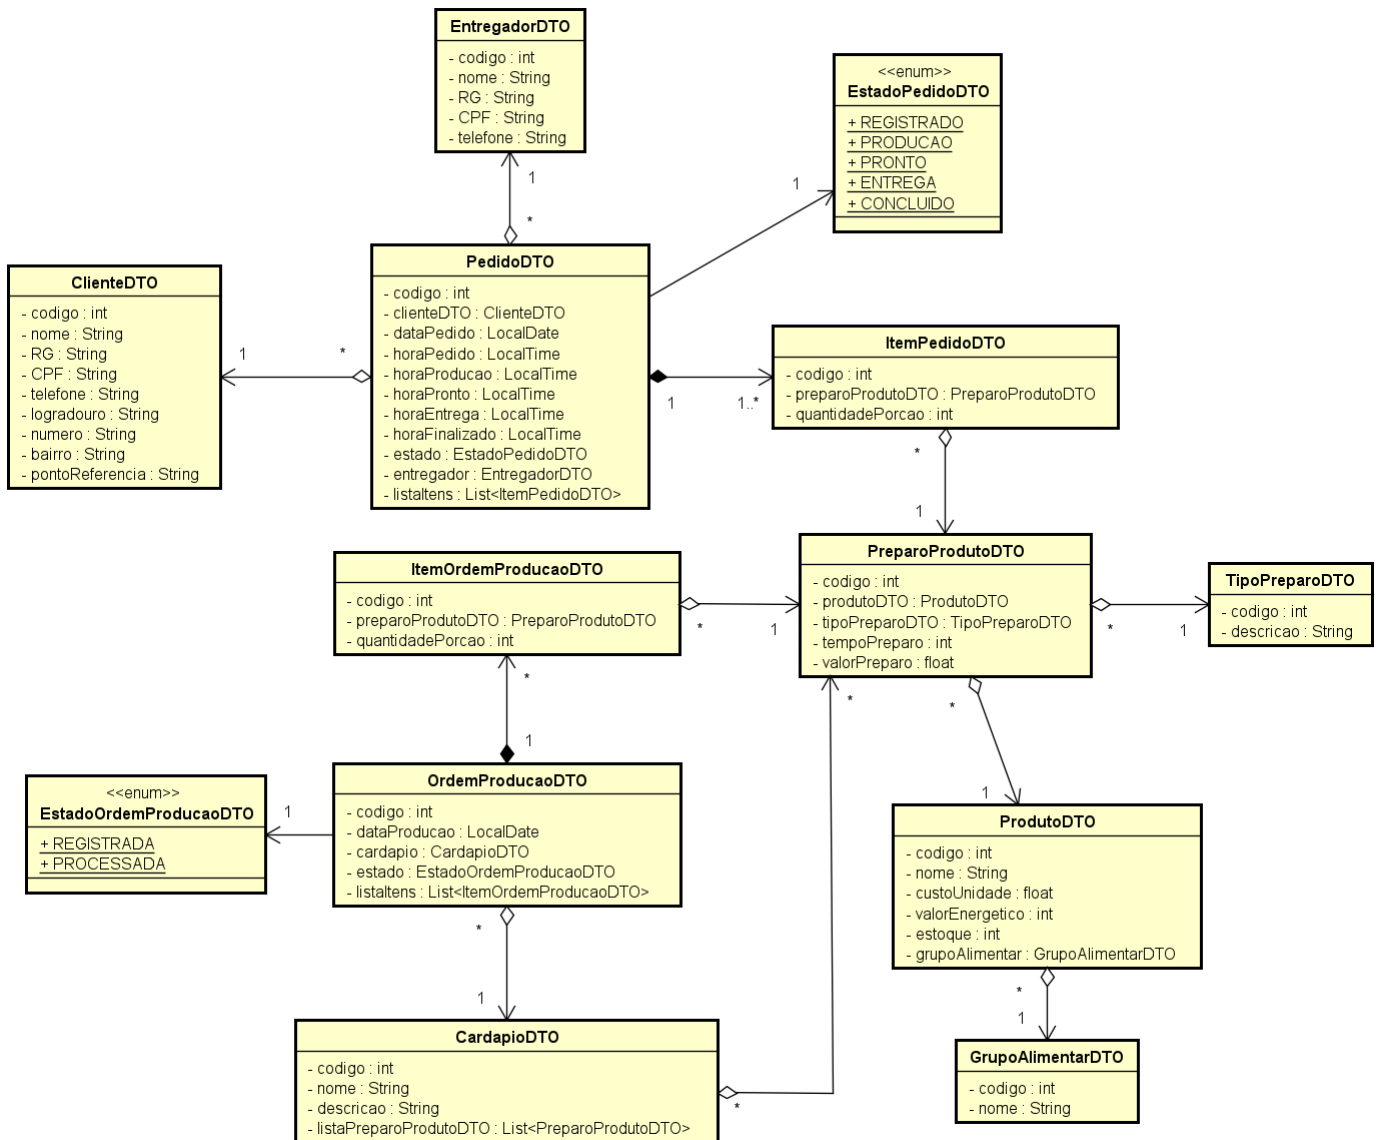 EntregadorDTO
- codigo : int
- nome : String
- RG : String
- CPF : String
- telefone : String
<<enum>>
EstadoPedidoDTO
+ REGISTRADO
+ PRODUCAO
+ PRONTO
+ ENTREGA
+ CONCLUIDO
1
*
1
ClienteDTO
- codigo : int
- nome : String
- RG : String
- CPF : String
- telefone : String
- logradouro : String
- numero : String
- bairro : String
- pontoReferencia : String
1
*
PedidoDTO
- codigo : int
- clienteDTO : ClienteDTO
- dataPedido : LocalDate
- horaPedido : LocalTime
- horaProducao : LocalTime
- horaPronto : LocalTime
- horaEntrega : LocalTime
- horaFinalizado : LocalTime
- estado : EstadoPedidoDTO
- entregador : EntregadorDTO
- listaItens : List<ItemPedidoDTO>
1
1..*
ItemPedidoDTO
- codigo : int
- preparoProdutoDTO : PreparoProdutoDTO
- quantidadePorcao : int
*
1
ItemOrdemProducaoDTO
- codigo : int
- preparoProdutoDTO : PreparoProdutoDTO
- quantidadePorcao : int
*
1
PreparoProdutoDTO
- codigo : int
- produtoDTO : ProdutoDTO
- tipoPreparoDTO : TipoPreparoDTO
- tempoPreparo : int
- valorPreparo : float
*
1
TipoPreparoDTO
- codigo : int
- descricao : String
*
1
*
*
1
<<enum>>
EstadoOrdemProducaoDTO
+ REGISTRADA
+ PROCESSADA
1
OrdemProducaoDTO
- codigo : int
- dataProducao : LocalDate
- cardapio : CardapioDTO
- estado : EstadoOrdemProducaoDTO
- listaItens : List<ItemOrdemProducaoDTO>
ProdutoDTO
- codigo : int
- nome : String
- custoUnidade : float
- valorEnergetico : int
- estoque : int
- grupoAlimentar : GrupoAlimentarDTO
*
1
*
1
CardapioDTO
- codigo : int
- nome : String
- descricao : String
- listaPreparoProdutoDTO : List<PreparoProdutoDTO>
*
GrupoAlimentarDTO
- codigo : int
- nome : String